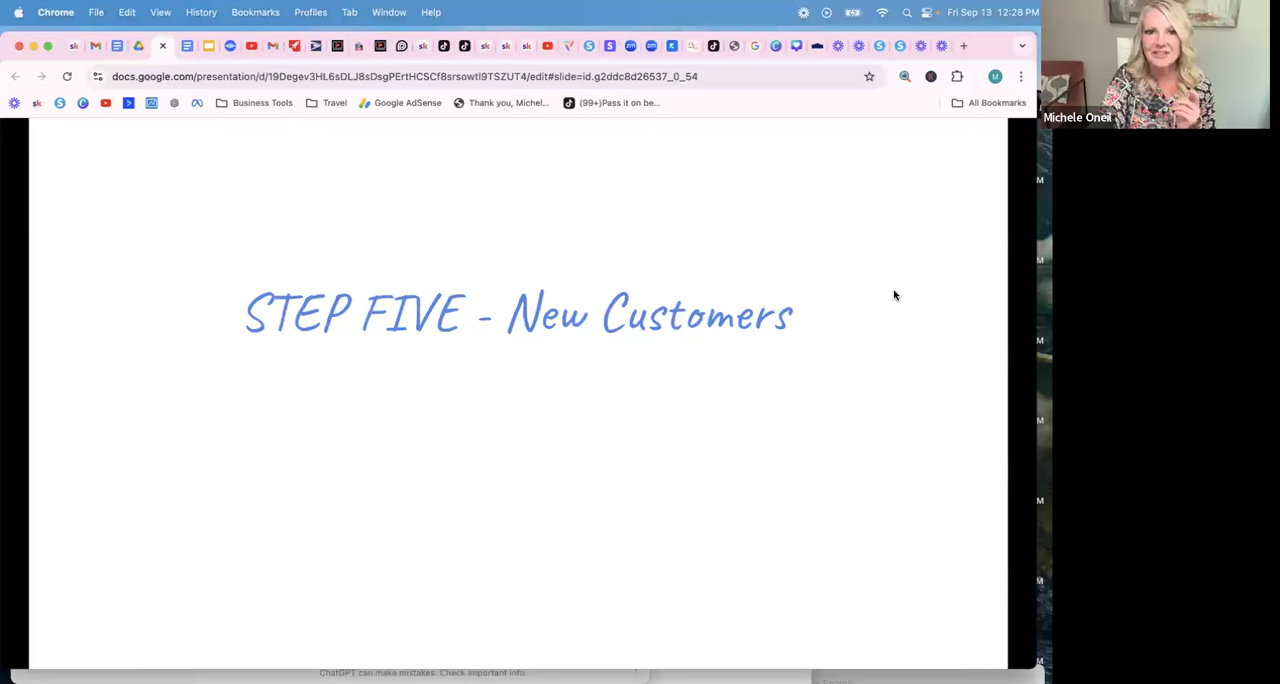 Chrome File Edit View History Bookmarks Profiles Tab Window Help Fri Sep 13 12:28 PM
docs.google.com/presentation/d/19Degev3HL6sDLJ8sDsgPErtHCSCf8srsowtI9TSZUT4/edit#slide=id.g2ddc8d26537_0_54
Business Tools Travel Google AdSense Thank you, Michel... (99+)Pass it on be... All Bookmarks
Michele Oneil
STEP FIVE - New Customers
ChatGPT can make mistakes. Check important info.
Search